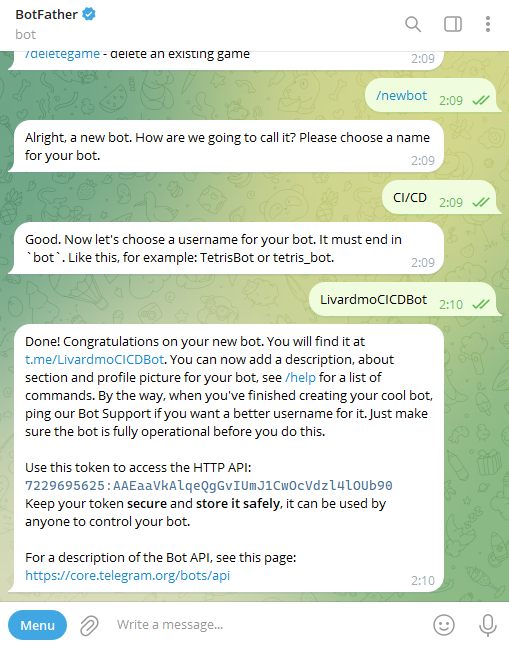 BotFather
bot
/deletegame - delete an existing game
2:09
/newbot 2:09
Alright, a new bot. How are we going to call it? Please choose a name
for your bot.
2:09
CI/CD 2:09
Good. Now let's choose a username for your bot. It must end in
`bot`. Like this, for example: TetrisBot or tetris_bot.
2:09
LivardmoCICDBot 2:10
Done! Congratulations on your new bot. You will find it at
t.me/LivardmoCICDBot. You can now add a description, about
section and profile picture for your bot, see /help for a list of
commands. By the way, when you've finished creating your cool bot,
ping our Bot Support if you want a better username for it. Just make
sure the bot is fully operational before you do this.
Use this token to access the HTTP API:
7229695625:AAEaaVkAlqeQgGvIUmJ1CwOcVdzl4lOUb90
Keep your token secure and store it safely, it can be used by
anyone to control your bot.
For a description of the Bot API, see this page:
https://core.telegram.org/bots/api
2:10
Menu
Write a message...